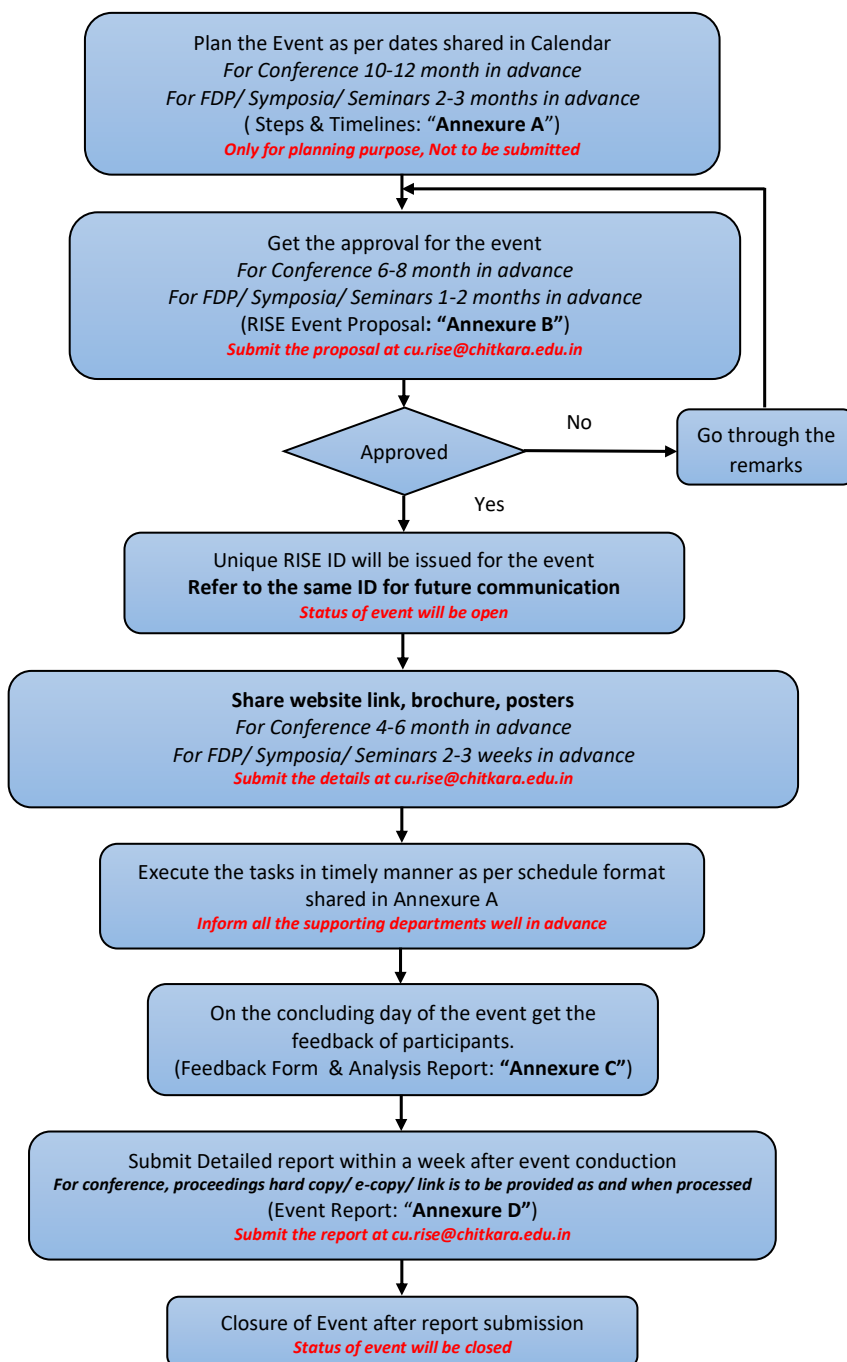 Plan the Event as per dates shared in Calendar
For Conference 10-12 month in advance
For FDP/ Symposia/ Seminars 2-3 months in advance
( Steps & Timelines: “Annexure A”)
Only for planning purpose, Not to be submitted
Get the approval for the event
For Conference 6-8 month in advance
For FDP/ Symposia/ Seminars 1-2 months in advance
(RISE Event Proposal: “Annexure B”)
Submit the proposal at cu.rise@chitkara.edu.in
Approved
No
Go through the
remarks
Yes
Unique RISE ID will be issued for the event
Refer to the same ID for future communication
Status of event will be open
Share website link, brochure, posters
For Conference 4-6 month in advance
For FDP/ Symposia/ Seminars 2-3 weeks in advance
Submit the details at cu.rise@chitkara.edu.in
Execute the tasks in timely manner as per schedule format
shared in Annexure A
Inform all the supporting departments well in advance
On the concluding day of the event get the
feedback of participants.
(Feedback Form & Analysis Report: “Annexure C”)
Submit Detailed report within a week after event conduction
For conference, proceedings hard copy/ e-copy/ link is to be provided as and when processed
(Event Report: “Annexure D”)
Submit the report at cu.rise@chitkara.edu.in
Closure of Event after report submission
Status of event will be closed